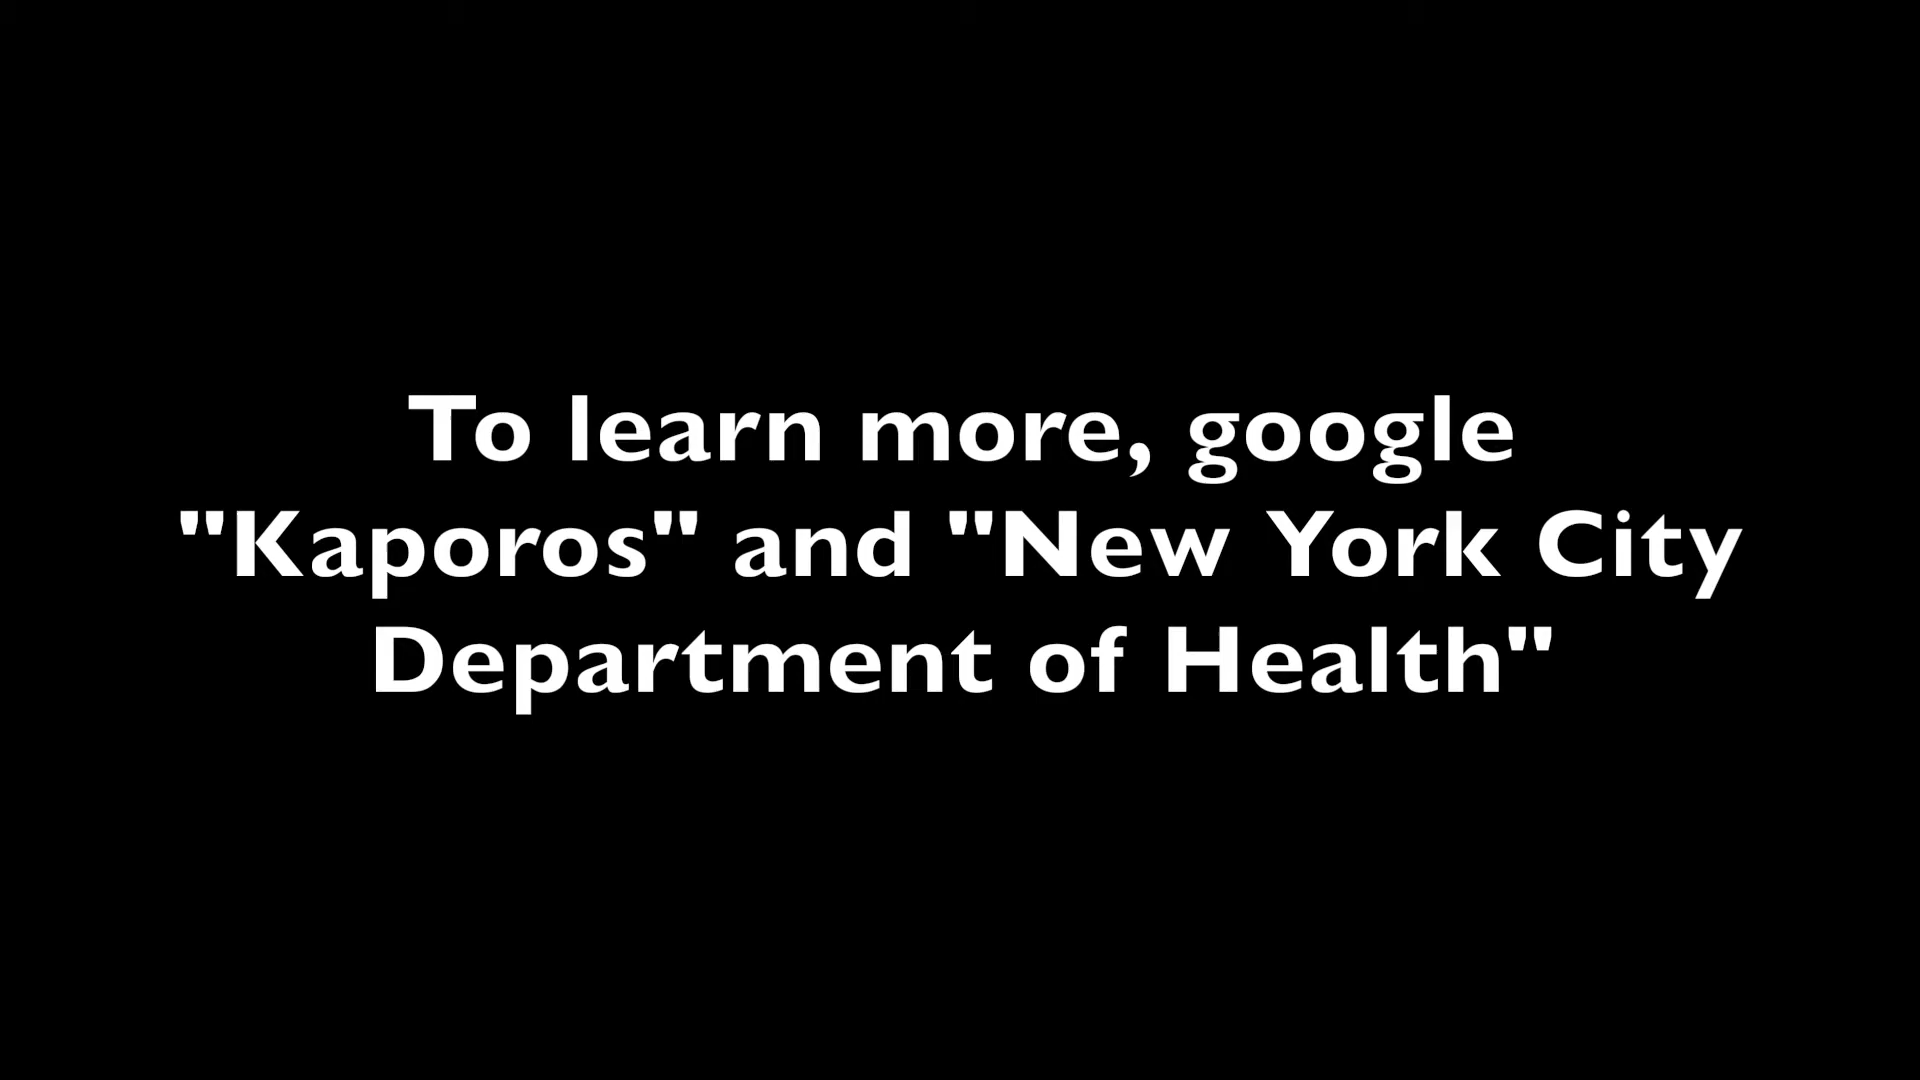 To learn more, google
"Kaporos" and "New York City
Department of Health"